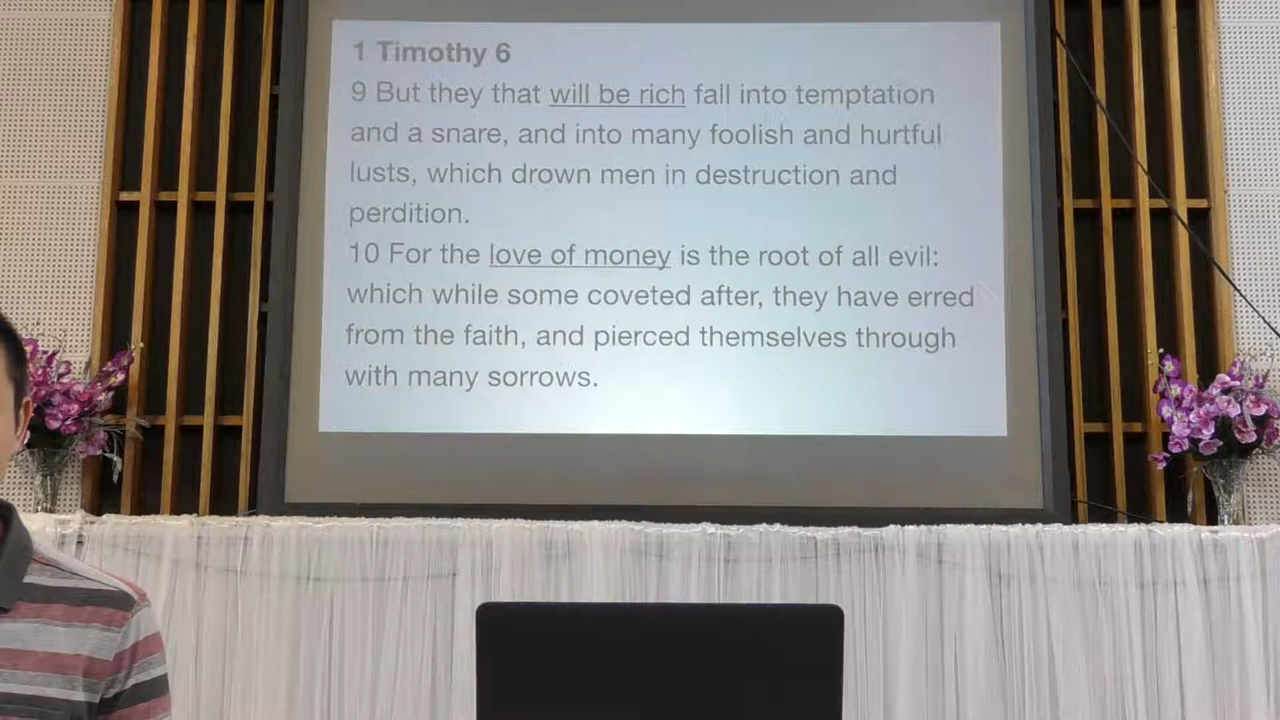 1 Timothy 6
9 But they that will be rich fall into temptation
and a snare, and into many foolish and hurtful
lusts, which drown men in destruction and
perdition.
10 For the love of money is the root of all evil:
which while some coveted after, they have erred
from the faith, and pierced themselves through
with many sorrows.